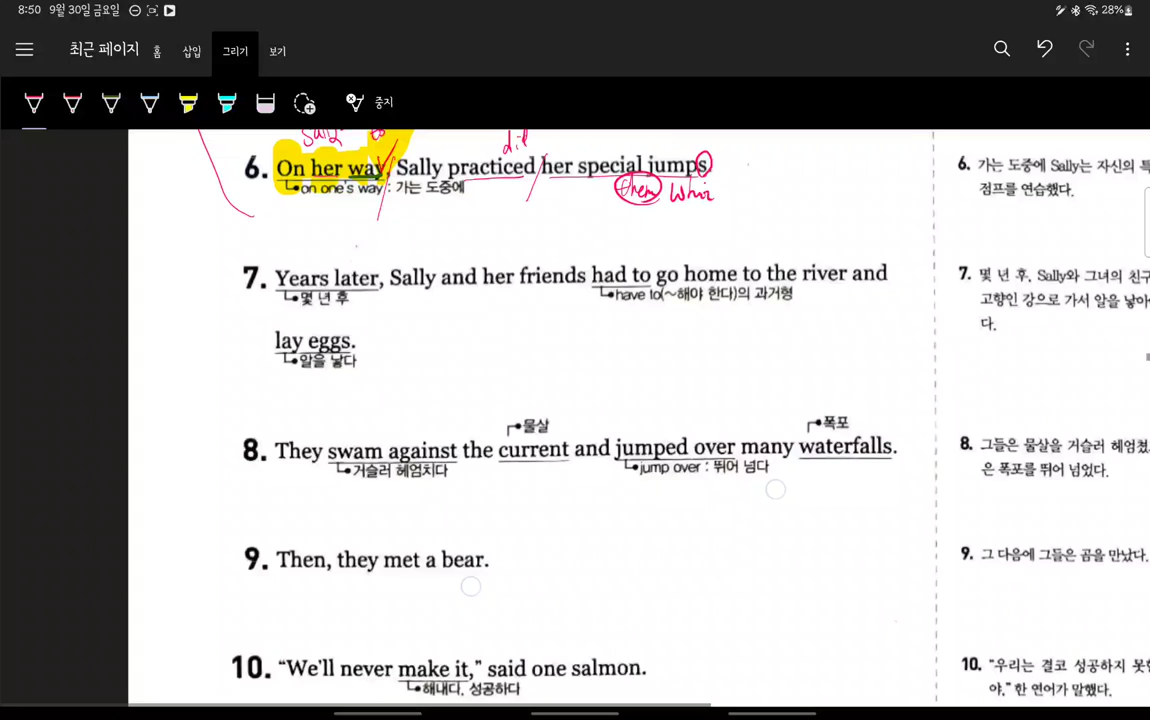 8:50 9월 30일 금요일 28%
최근 페이지 홈 삽입 그리기 보기
중지
did
6. On her way, Sally practiced her special jumps.
on one's way : 가는 도중에
them
7. Years later, Sally and her friends had to go home to the river and
몇 년 후
have to(~해야 한다)의 과거형
lay eggs.
알을 낳다
물살 폭포
8. They swam against the current and jumped over many waterfalls.
거슬러 헤엄치다
jump over : 뛰어 넘다
9. Then, they met a bear.
10. “We’ll never make it,” said one salmon.
해내다, 성공하다
6. 가는 도중에 Sally는 자신의 특
점프를 연습했다.
7. 몇 년 후, Sally와 그녀의 친구
고향인 강으로 가서 알을 낳아
다.
8. 그들은 물살을 거슬러 헤엄쳤
은 폭포를 뛰어 넘었다.
9. 그 다음에 그들은 곰을 만났다.
10. “우리는 결코 성공하지 못한
야,” 한 연어가 말했다.